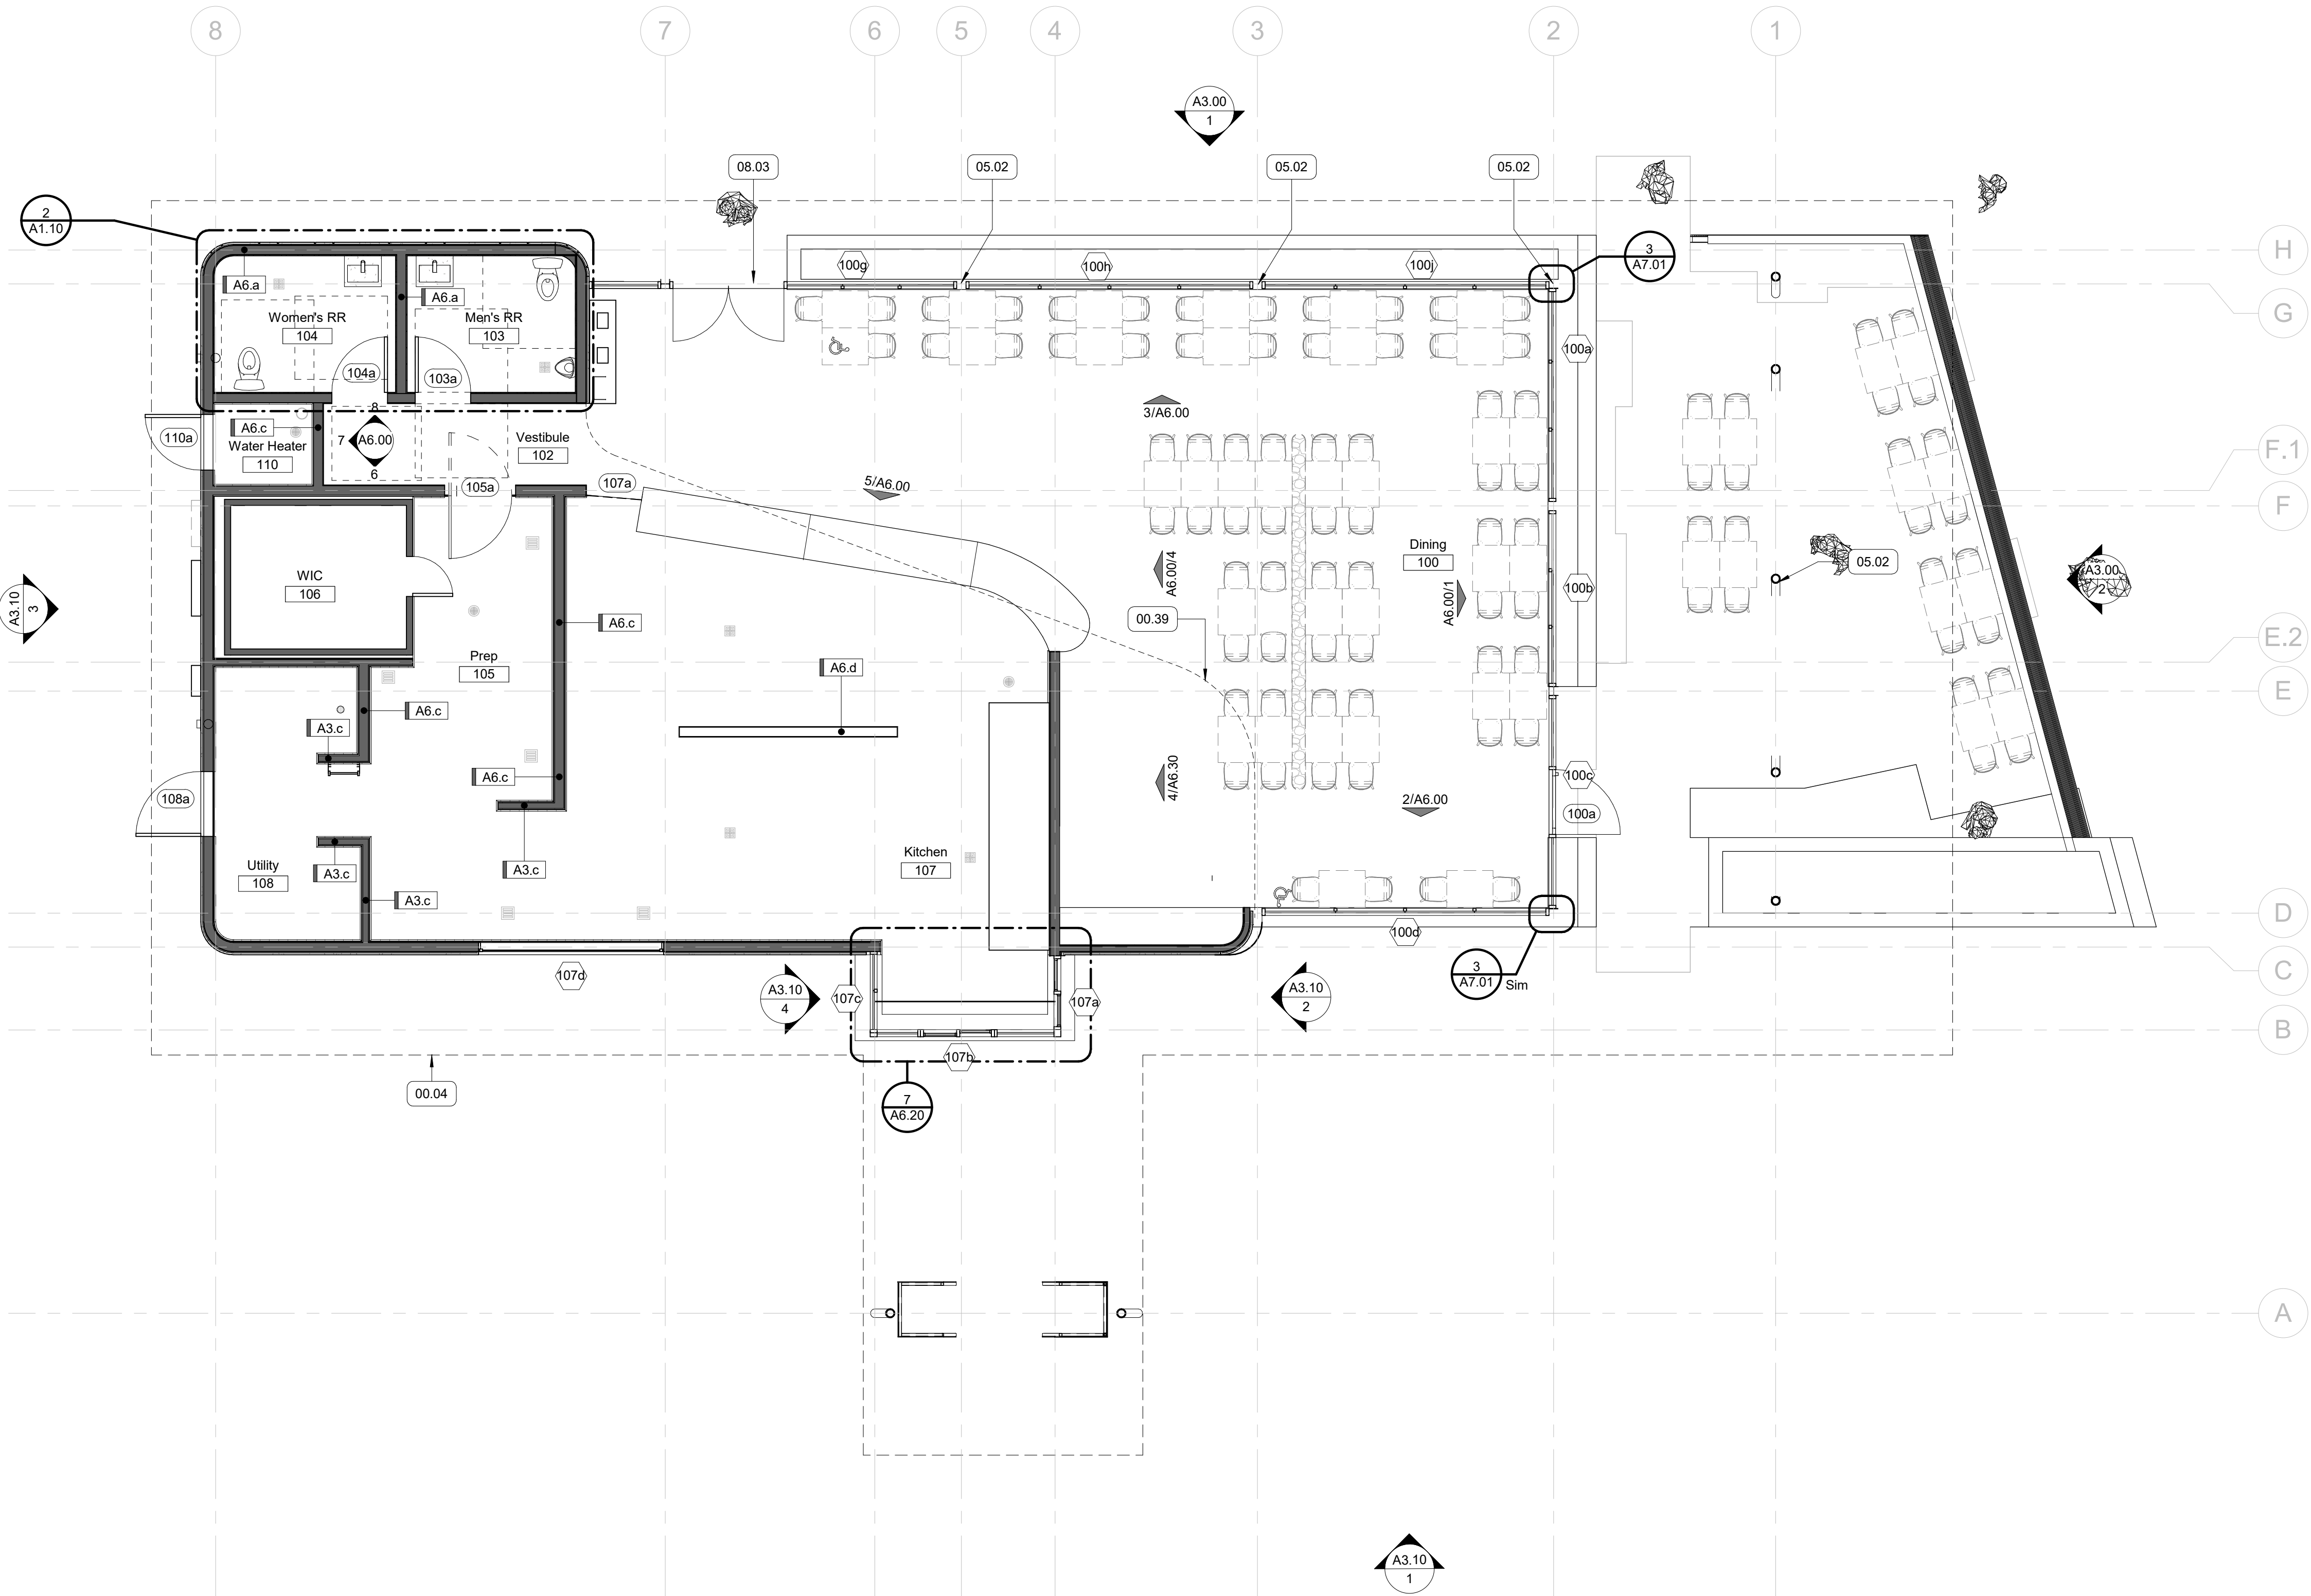 8
7
6
5
4
3
2
1
A3.00
1
08.03
05.02
05.02
05.02
2
A1.10
H
3
A7.01
100g
100h
100j
A6.a
A6.a
G
Women's RR
104
Men's RR
103
100a
104a
103a
3/A6.00
8
110a
A6.c
7
A6.00
6
Water Heater
110
Vestibule
102
F.1
105a
107a
5/A6.00
F
Dining
100
05.02
A3.00
2
WIC
106
A6.00/4
A6.00/1
100b
A3.10
3
A6.c
00.39
E.2
Prep
105
A6.d
E
A6.c
A3.c
A6.c
4/A6.30
100c
108a
2/A6.00
100a
Utility
108
A3.c
A3.c
Kitchen
107
A3.c
D
100d
107d
C
3
A7.01
Sim
A3.10
4
107c
107a
A3.10
2
B
107b
00.04
7
A6.20
A
A3.10
1